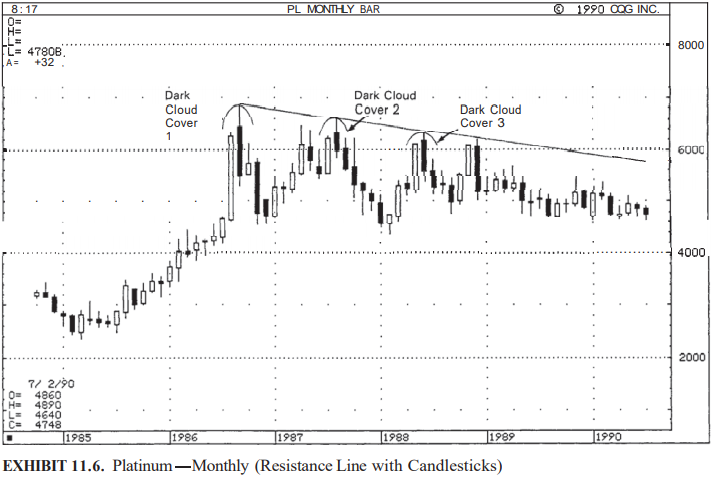 8:17 PL MONTHLY BAR © 1990 CQG INC.
O=
H=
L=
L= 4780B
A= +32
8000
Dark
Cloud
Cover
1
Dark Cloud
Cover 2
Dark Cloud
Cover 3
6000
4000
2000
7/ 2/90
O= 4860
H= 4890
L= 4640
C= 4748
1985 1986 1987 1988 1989 1990
EXHIBIT 11.6. Platinum—Monthly (Resistance Line with Candlesticks)